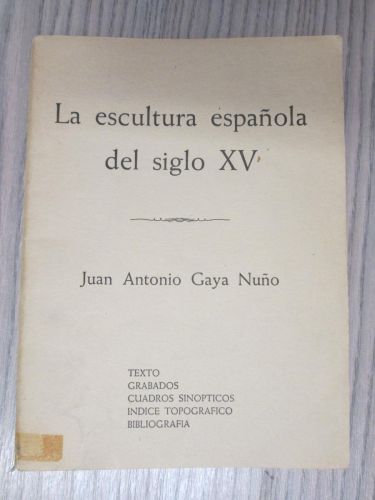 La escultura española
del siglo XV
Juan Antonio Gaya Nuño
TEXTO
GRABADOS
CUADROS SINOPTICOS
INDICE TOPOGRAFICO
BIBLIOGRAFIA